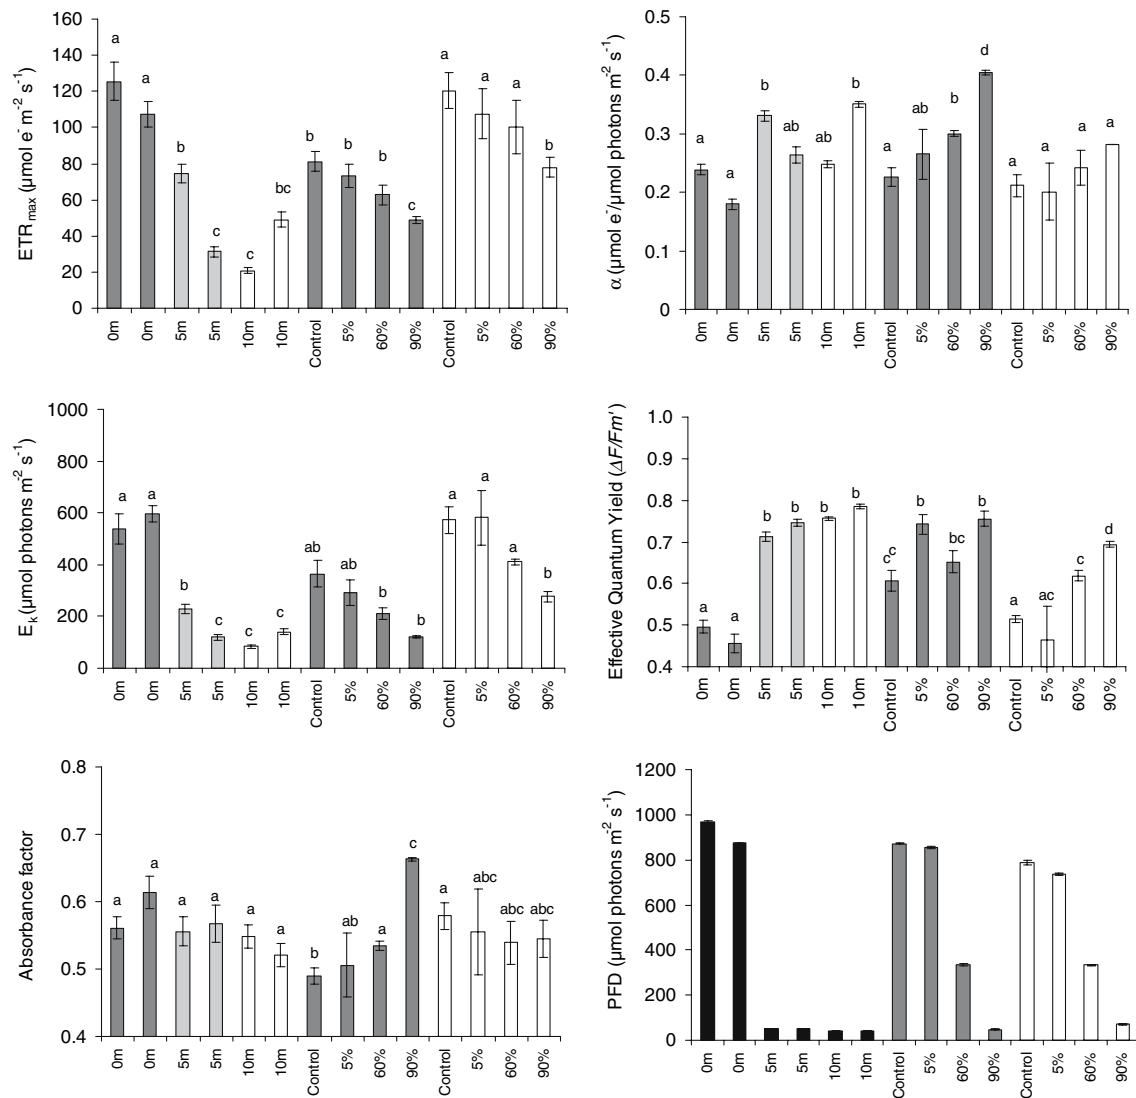 ETRmax (µmol e- m-2 s-1)
160
140
120
100
80
60
40
20
0
a
a
b
c
c
bc
b
b
b
c
a
a
a
b
0m
0m
5m
5m
10m
10m
Control
5%
60%
90%
Control
5%
60%
90%
α (µmol e-/µmol photons m-2 s-1)
0.5
0.4
0.3
0.2
0.1
0
a
a
b
ab
ab
b
a
ab
b
d
a
a
a
a
0m
0m
5m
5m
10m
10m
Control
5%
60%
90%
Control
5%
60%
90%
Ek(µmol photons m-2 s-1)
1000
800
600
400
200
0
a
a
b
c
c
c
ab
ab
b
b
a
a
a
b
0m
0m
5m
5m
10m
10m
Control
5%
60%
90%
Control
5%
60%
90%
Effective Quantum Yield (ΔF/Fm')
1.0
0.9
0.8
0.7
0.6
0.5
0.4
a
a
b
b
b
b
c
c
b
bc
b
a
ac
c
d
0m
0m
5m
5m
10m
10m
Control
5%
60%
90%
Control
5%
60%
90%
Absorbance factor
0.8
0.7
0.6
0.5
0.4
a
a
a
a
a
a
b
ab
a
c
a
abc
abc
abc
0m
0m
5m
5m
10m
10m
Control
5%
60%
90%
Control
5%
60%
90%
PFD (µmol photons m-2 s-1)
1200
1000
800
600
400
200
0
0m
0m
5m
5m
10m
10m
Control
5%
60%
90%
Control
5%
60%
90%